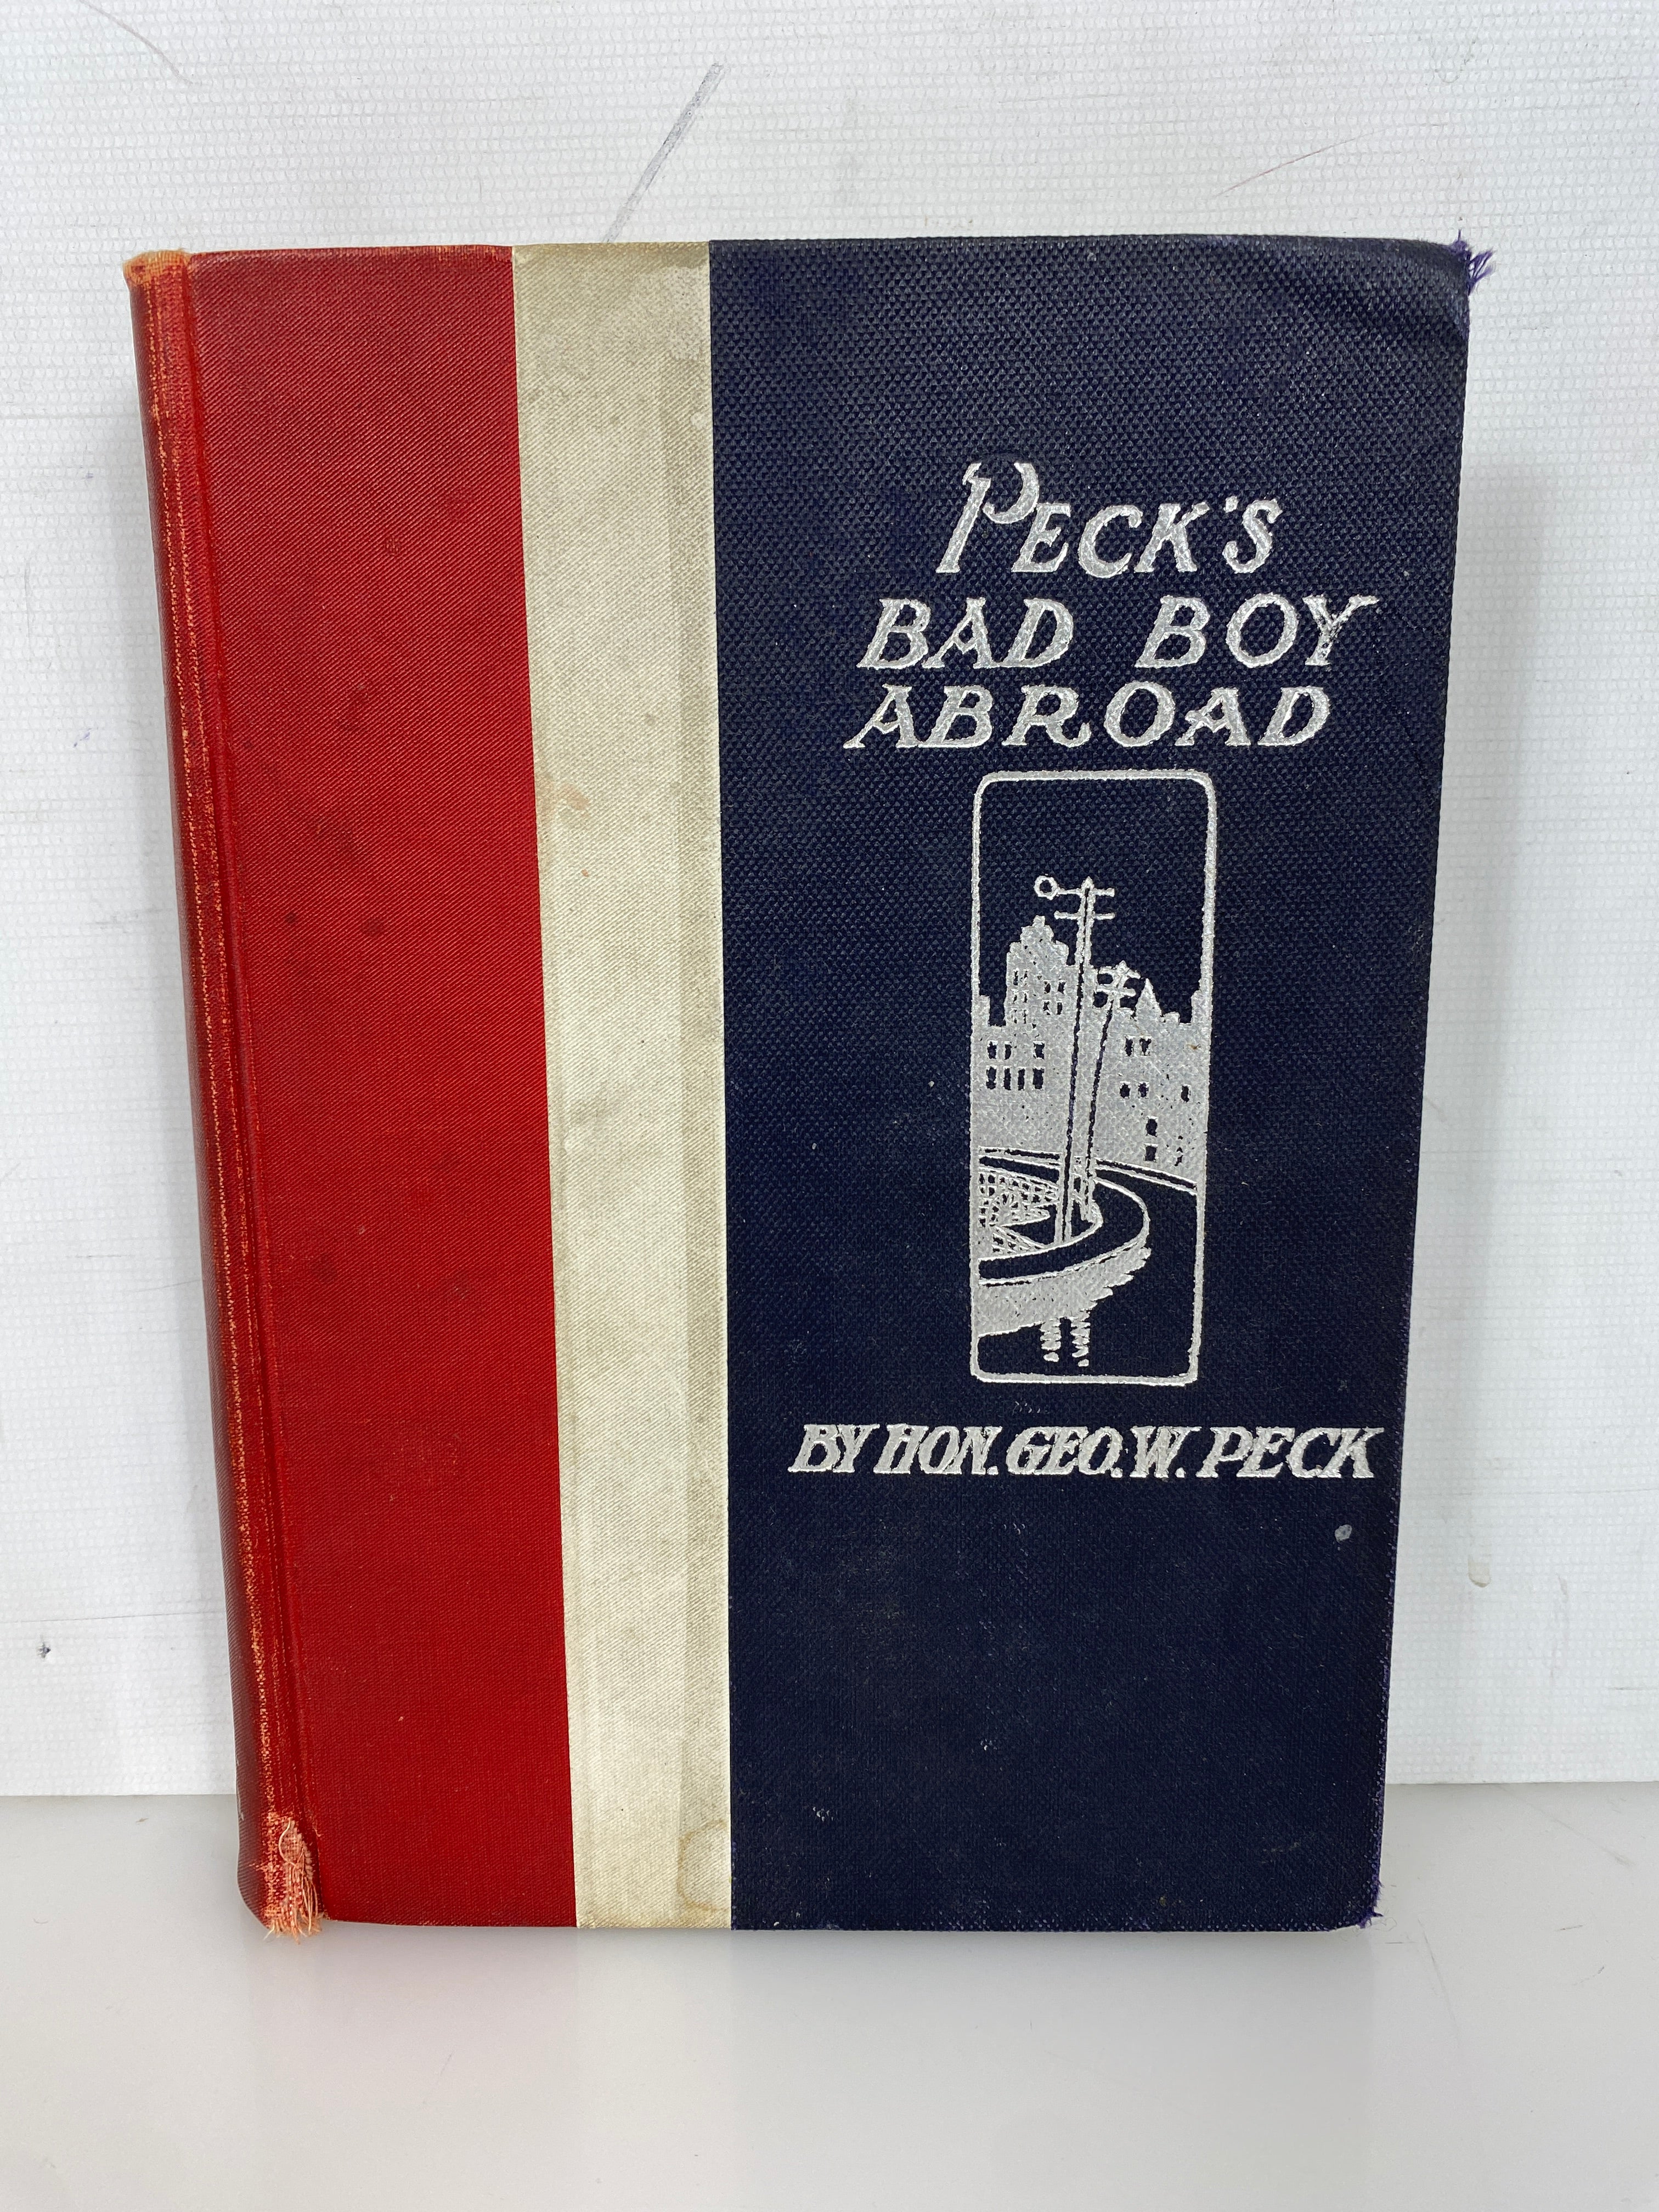 PECK'S
BAD BOY
ABROAD
BY HON. GEO. W. PECK